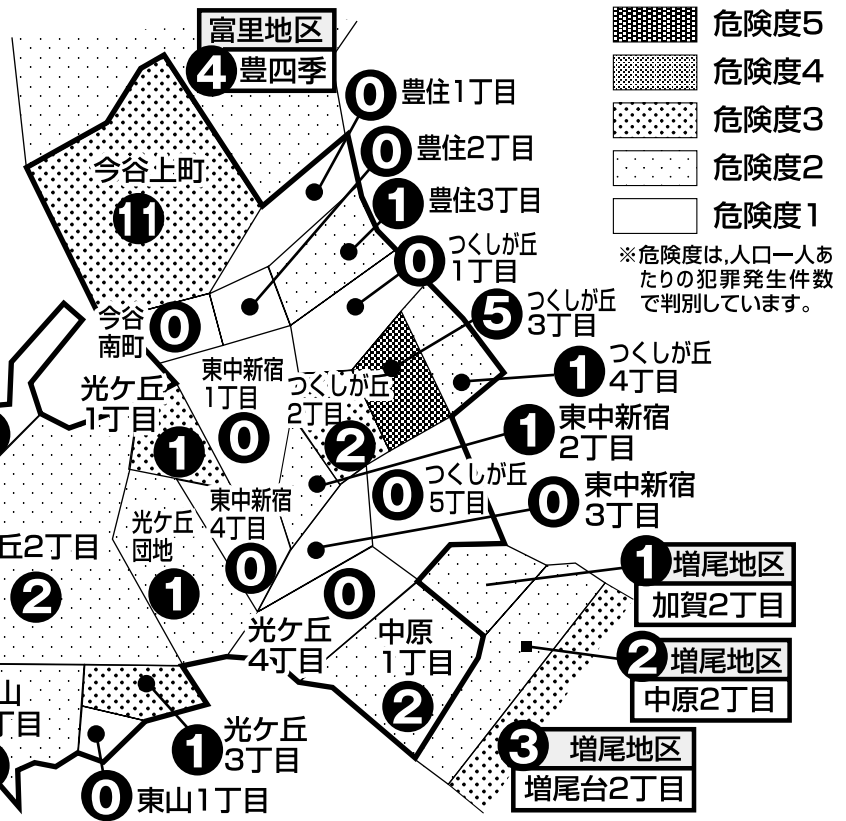 富里地区
4 豊四季
0 豊住1丁目
0 豊住2丁目
1 豊住3丁目
0 つくしが丘
1丁目
5 つくしが丘
3丁目
1 つくしが丘
4丁目
1 東中新宿
2丁目
0 東中新宿
3丁目
今谷上町
11
今谷
南町
0
光ケ丘
1丁目
1
東中新宿
1丁目
0
つくしが丘
2丁目
2
つくしが丘
5丁目
0
東中新宿
4丁目
0
光ケ丘
団地
1
丘2丁目
2
0
光ケ丘
4丁目
中原
1丁目
2
山
丁目
1 光ケ丘
3丁目
0 東山1丁目
1 増尾地区
加賀2丁目
2 増尾地区
中原2丁目
3 増尾地区
増尾台2丁目
危険度5
危険度4
危険度3
危険度2
危険度1
※危険度は、人口一人あ
たりの犯罪発生件数
で判別しています。